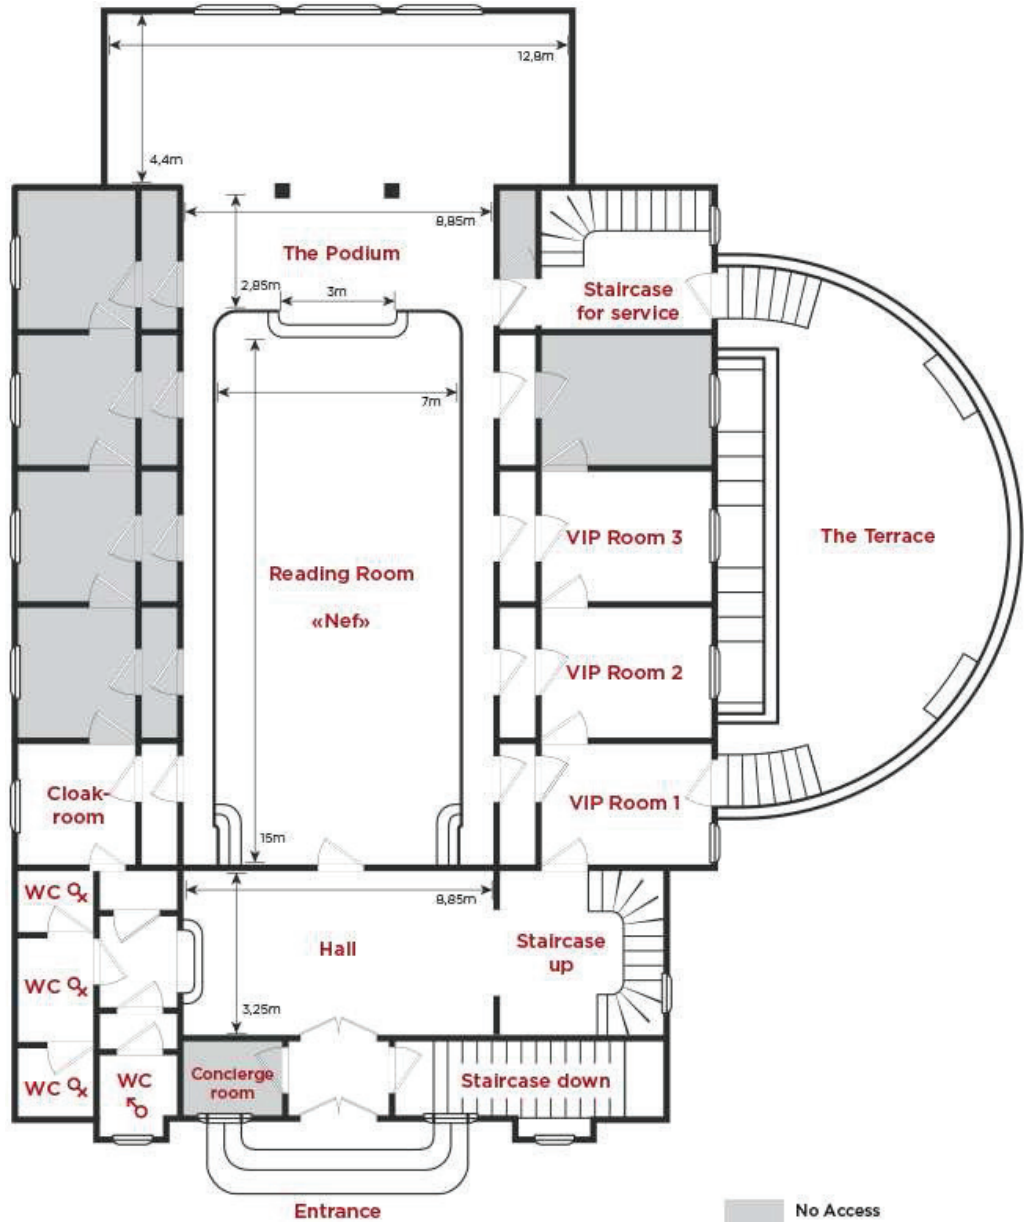 12,8m
4,4m
8,85m
The Podium
2,85m
3m
Staircase
for service
7m
VIP Room 3
The Terrace
Reading Room
«Nef»
VIP Room 2
Cloak-
room
VIP Room 1
15m
WC
8,85m
Hall
Staircase
up
WC
3,25m
Concierge
room
Staircase down
WC
WC
Entrance
No Access